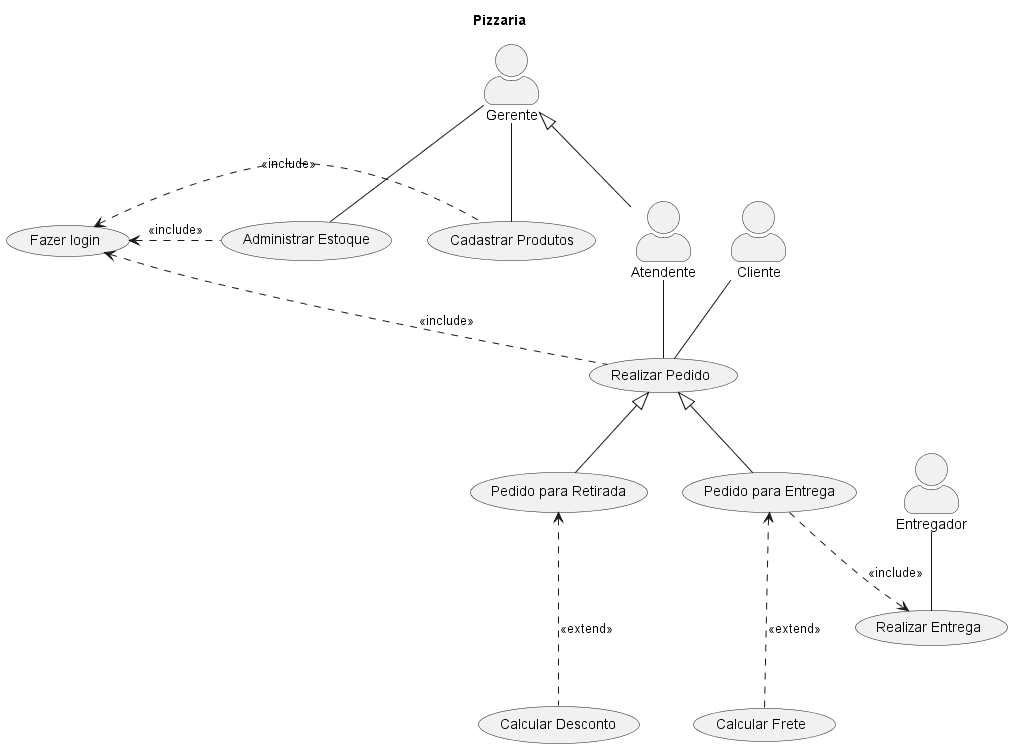 Pizzaria
Gerente
«include»
«include»
Fazer login
Administrar Estoque
Cadastrar Produtos
Atendente
Cliente
«include»
Realizar Pedido
Pedido para Retirada
Pedido para Entrega
Entregador
«include»
«extend»
«extend»
Realizar Entrega
Calcular Desconto
Calcular Frete